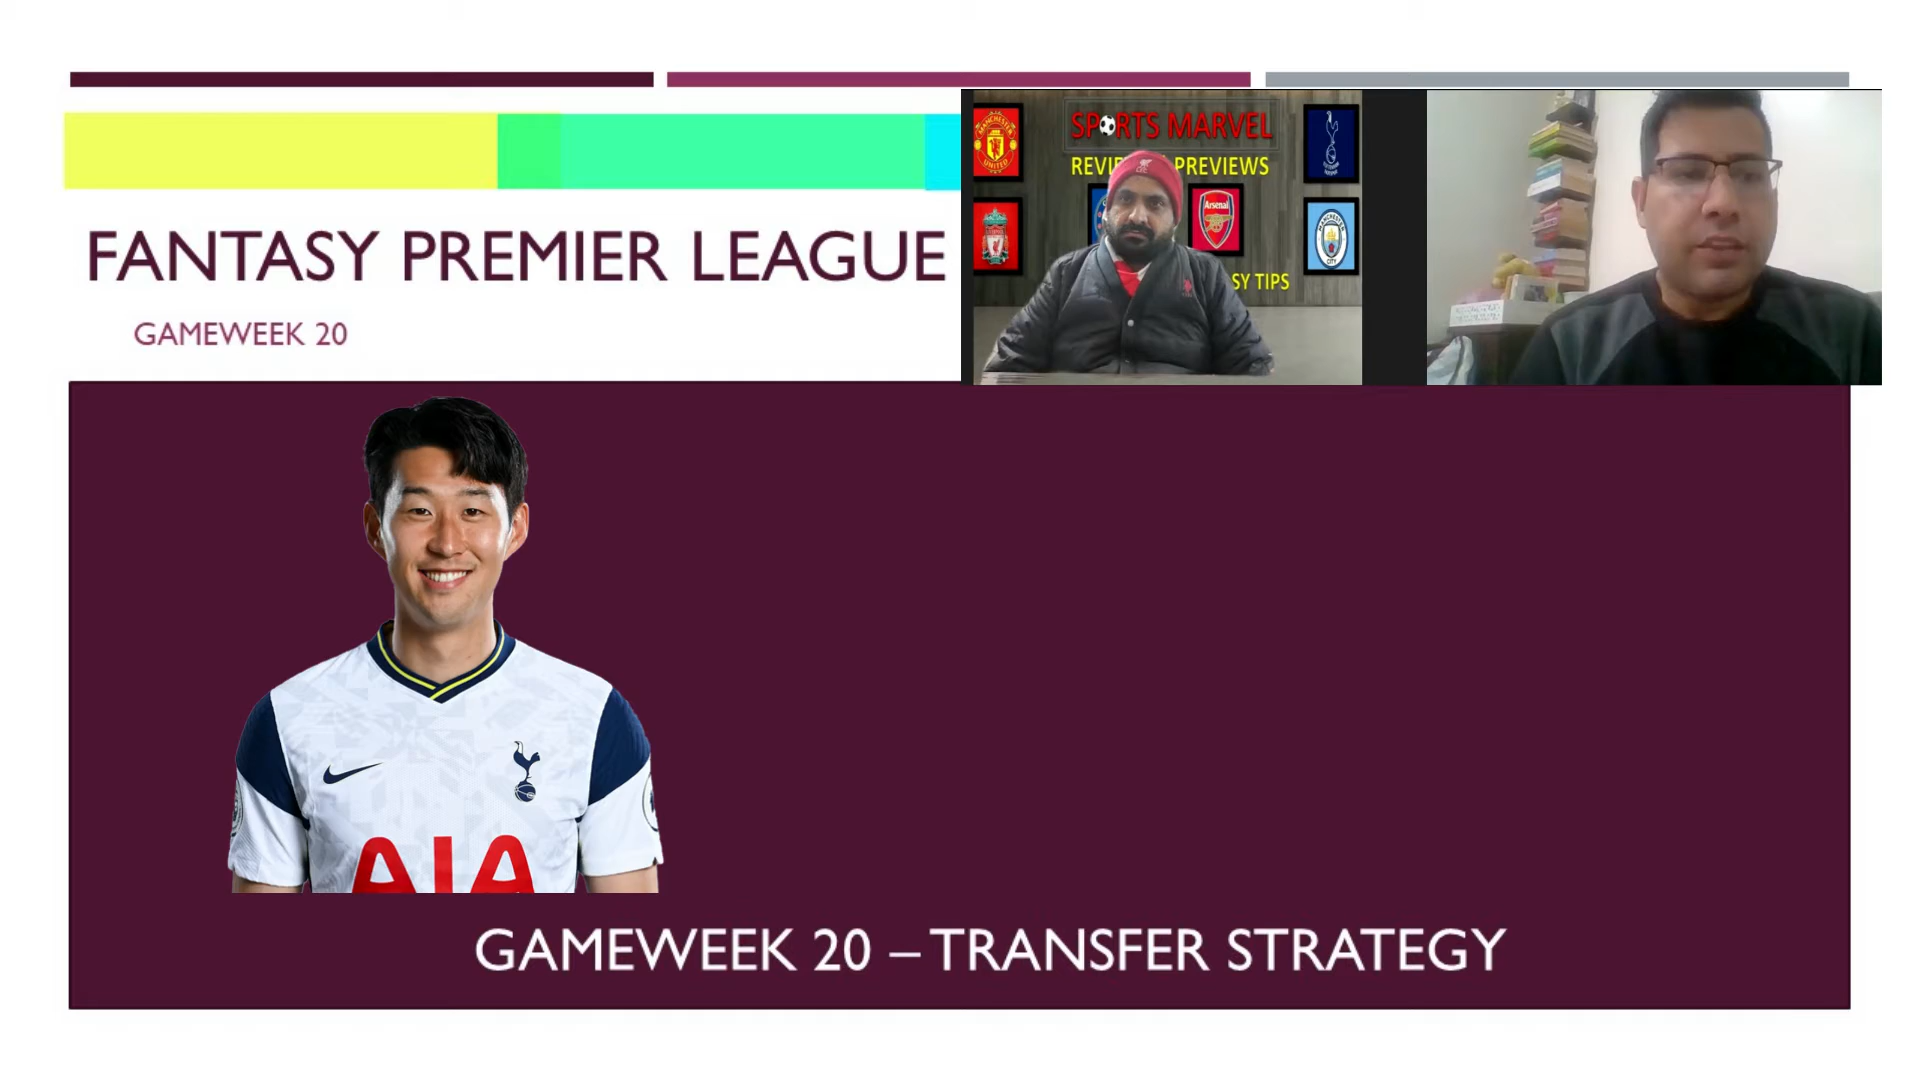 SPORTS MARVEL
PREVIEWS
Arsenal
SY TIPS
FANTASY PREMIER LEAGUE
GAMEWEEK 20
AIA
GAMEWEEK 20 – TRANSFER STRATEGY